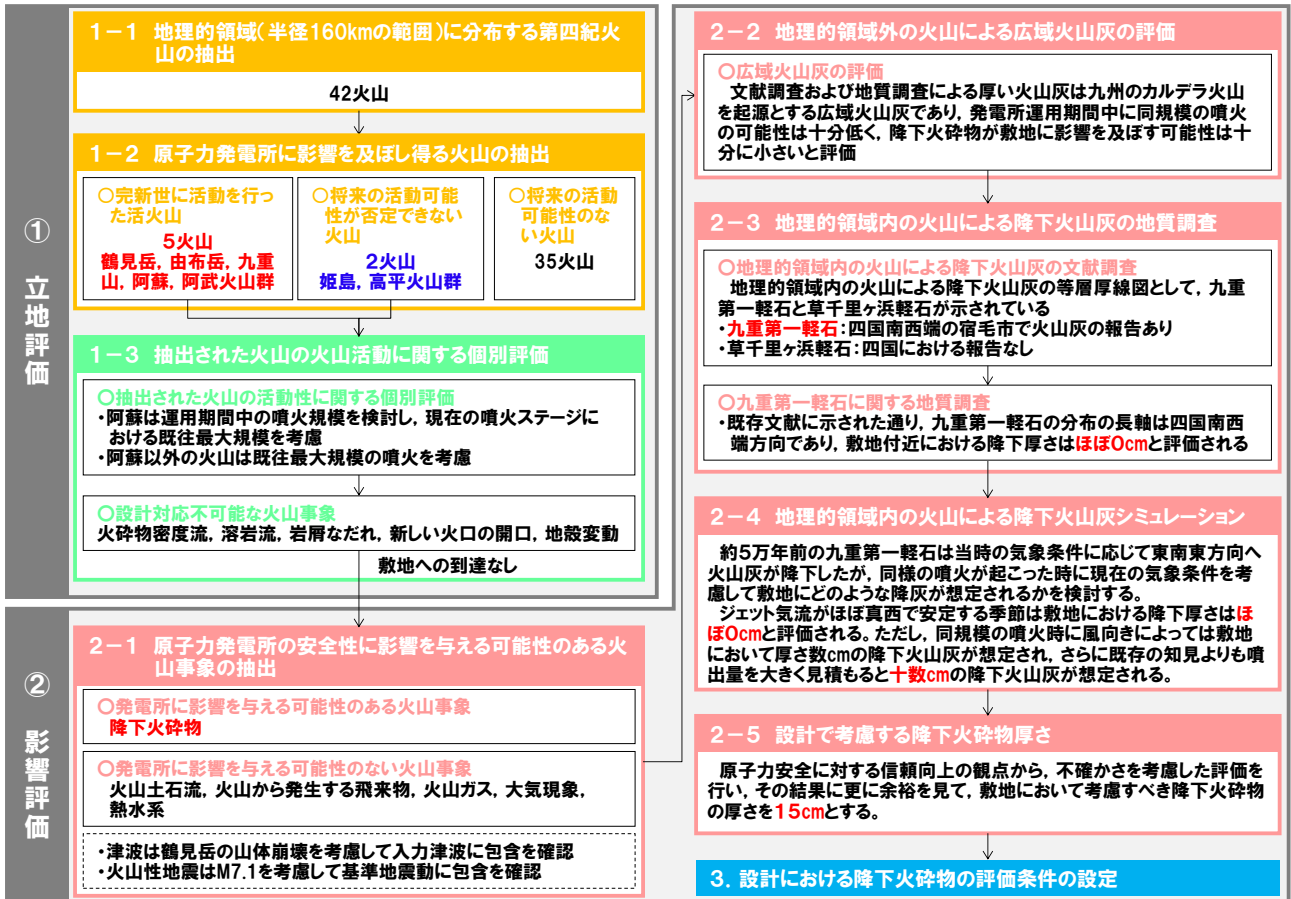 ① 立地評価
1-1 地理的領域(半径160kmの範囲)に分布する第四紀火
山の抽出
42火山
1-2 原子力発電所に影響を及ぼし得る火山の抽出
○完新世に活動を行っ
た活火山
5火山
鶴見岳,由布岳,九重
山,阿蘇,阿武火山群
○将来の活動可能
性が否定できない
火山
2火山
姫島,高平火山群
○将来の活動
可能性のな
い火山
35火山
1-3 抽出された火山の火山活動に関する個別評価
○抽出された火山の活動性に関する個別評価
・阿蘇は運用期間中の噴火規模を検討し,現在の噴火ステージに
おける既往最大規模を考慮
・阿蘇以外の火山は既往最大規模の噴火を考慮
○設計対応不可能な火山事象
火砕物密度流,溶岩流,岩屑なだれ,新しい火口の開口,地殻変動
敷地への到達なし
② 影響評価
2-1 原子力発電所の安全性に影響を与える可能性のある火
山事象の抽出
○発電所に影響を与える可能性のある火山事象
降下火砕物
○発電所に影響を与える可能性のない火山事象
火山土石流,火山から発生する飛来物,火山ガス,大気現象,
熱水系
・津波は鶴見岳の山体崩壊を考慮して入力津波に包含を確認
・火山性地震はM7.1を考慮して基準地震動に包含を確認
2-2 地理的領域外の火山による広域火山灰の評価
○広域火山灰の評価
文献調査および地質調査による厚い火山灰は九州のカルデラ火山
を起源とする広域火山灰であり,発電所運用期間中に同規模の噴火
の可能性は十分低く,降下火砕物が敷地に影響を及ぼす可能性は十
分に小さいと評価
2-3 地理的領域内の火山による降下火山灰の地質調査
○地理的領域内の火山による降下火山灰の文献調査
地理的領域内の火山による降下火山灰の等層厚線図として,九重
第一軽石と草千里ヶ浜軽石が示されている
・九重第一軽石:四国南西端の宿毛市で火山灰の報告あり
・草千里ヶ浜軽石:四国における報告なし
○九重第一軽石に関する地質調査
・既存文献に示された通り,九重第一軽石の分布の長軸は四国南西
端方向であり,敷地付近における降下厚さはほぼ0cmと評価される
2-4 地理的領域内の火山による降下火山灰シミュレーション
約5万年前の九重第一軽石は当時の気象条件に応じて東南東方向へ
火山灰が降下したが,同様の噴火が起こった時に現在の気象条件を考
慮して敷地にどのような降灰が想定されるかを検討する。
ジェット気流がほぼ真西で安定する季節は敷地における降下厚さはほ
ぼ0cmと評価される。ただし,同規模の噴火時に風向きによっては敷地
において厚さ数cmの降下火山灰が想定され,さらに既存の知見よりも噴
出量を大きく見積もると十数cmの降下火山灰が想定される。
2-5 設計で考慮する降下火砕物厚さ
原子力安全に対する信頼向上の観点から,不確かさを考慮した評価を
行い,その結果に更に余裕を見て,敷地において考慮すべき降下火砕物
の厚さを15cmとする。
3.設計における降下火砕物の評価条件の設定